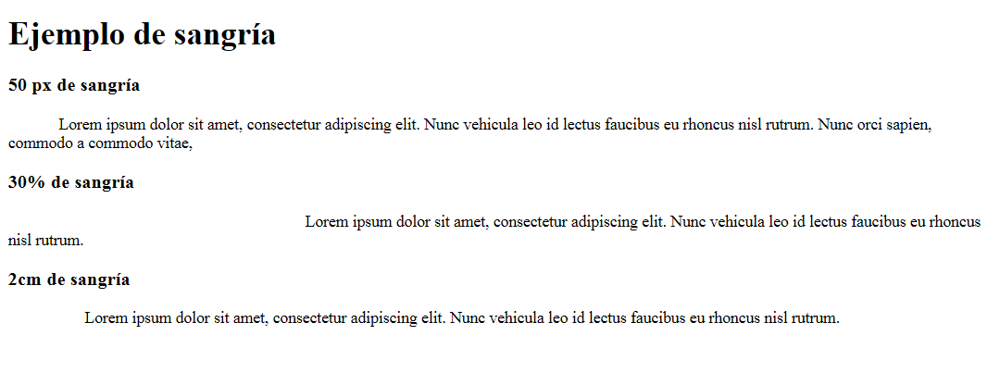 Ejemplo de sangría
50 px de sangría
Lorem ipsum dolor sit amet, consectetur adipiscing elit. Nunc vehicula leo id lectus faucibus eu rhoncus nisl rutrum. Nunc orci sapien,
commodo a commodo vitae,
30% de sangría
Lorem ipsum dolor sit amet, consectetur adipiscing elit. Nunc vehicula leo id lectus faucibus eu rhoncus
nisl rutrum.
2cm de sangría
Lorem ipsum dolor sit amet, consectetur adipiscing elit. Nunc vehicula leo id lectus faucibus eu rhoncus nisl rutrum.